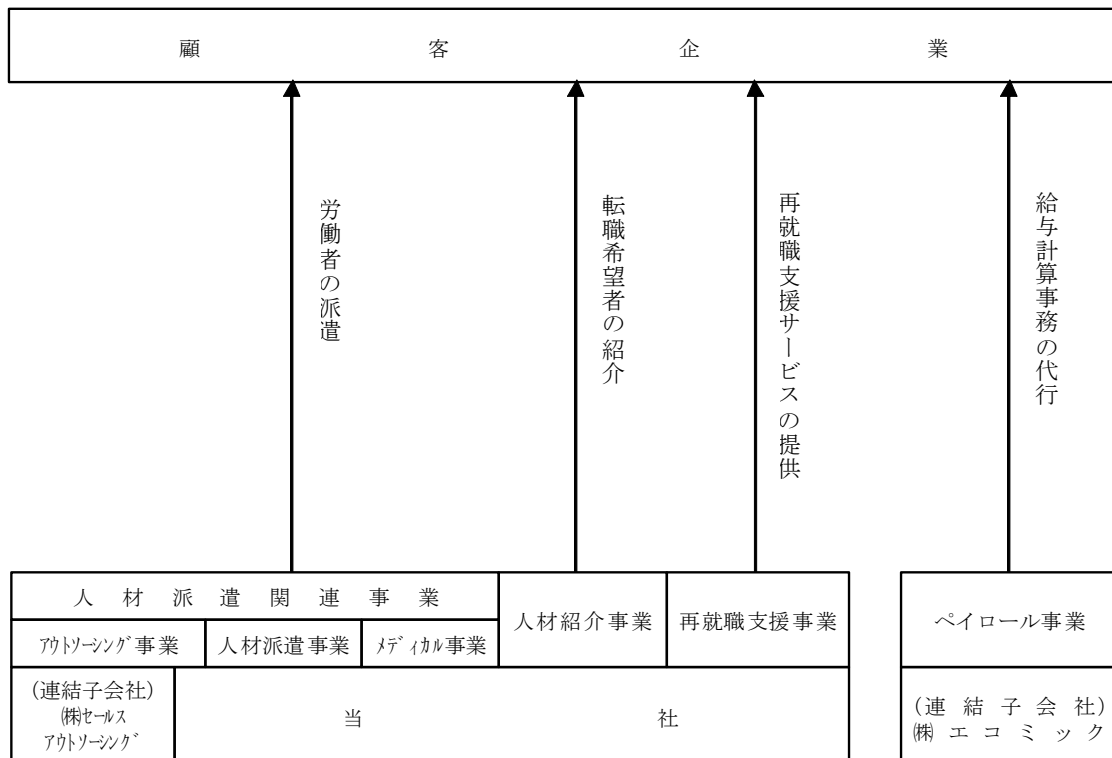 顧客企業
労働者の派遣
転職希望者の紹介
再就職支援サービスの提供
給与計算事務の代行
人材派遣関連事業
アウトソーシング事業
人材派遣事業
メディカル事業
人材紹介事業
再就職支援事業
ペイロール事業
(連結子会社)
㈱セールス
アウトソーシング
当社
(連結子会社)
㈱エコミック